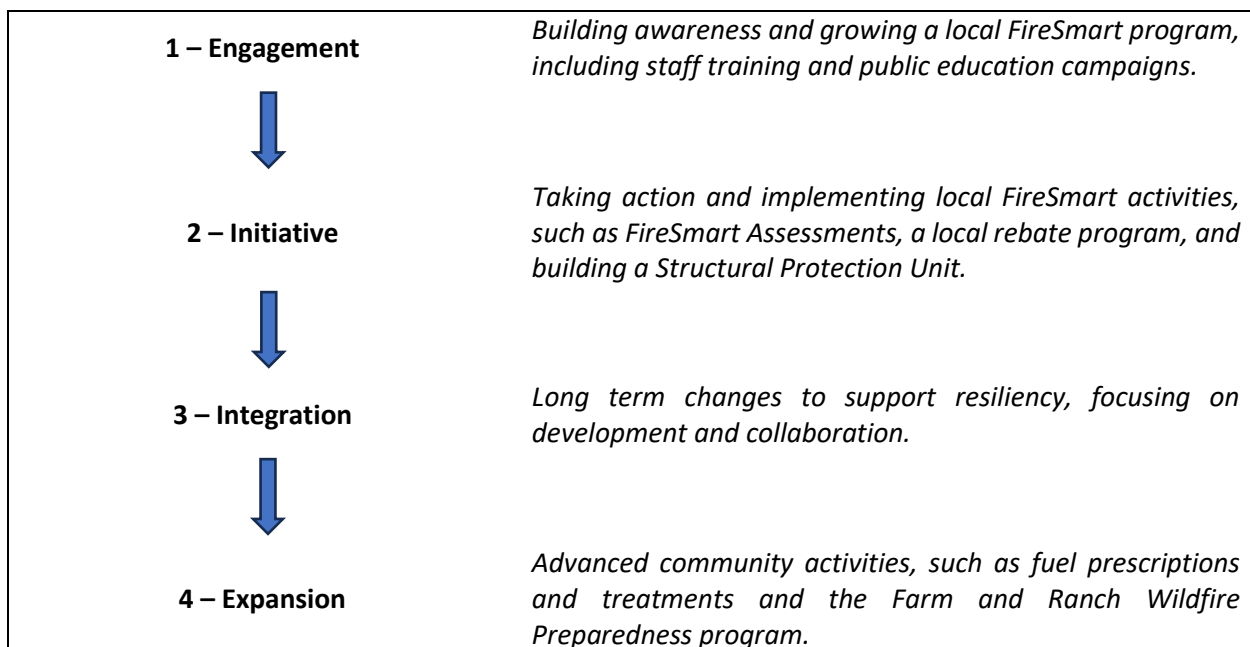 1 – Engagement
Building awareness and growing a local FireSmart program,
including staff training and public education campaigns.
2 – Initiative
Taking action and implementing local FireSmart activities,
such as FireSmart Assessments, a local rebate program, and
building a Structural Protection Unit.
3 – Integration
Long term changes to support resiliency, focusing on
development and collaboration.
4 – Expansion
Advanced community activities, such as fuel prescriptions
and treatments and the Farm and Ranch Wildfire
Preparedness program.